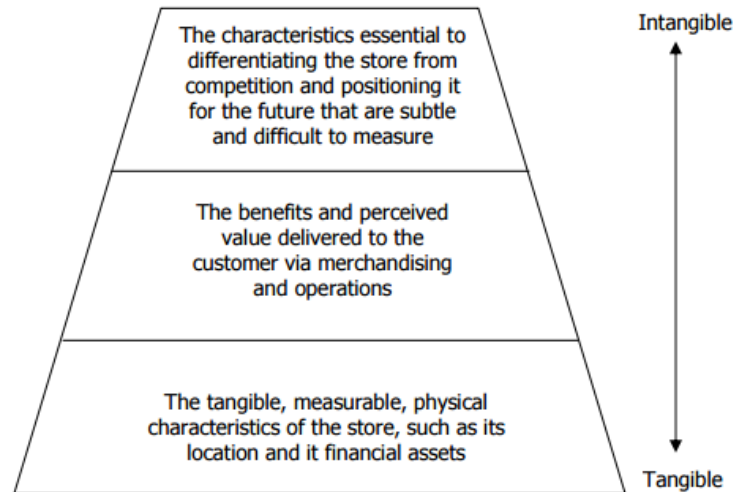 Intangible
The characteristics essential to
differentiating the store from
competition and positioning it
for the future that are subtle
and difficult to measure
The benefits and perceived
value delivered to the
customer via merchandising
and operations
The tangible, measurable, physical
characteristics of the store, such as its
location and it financial assets
Tangible